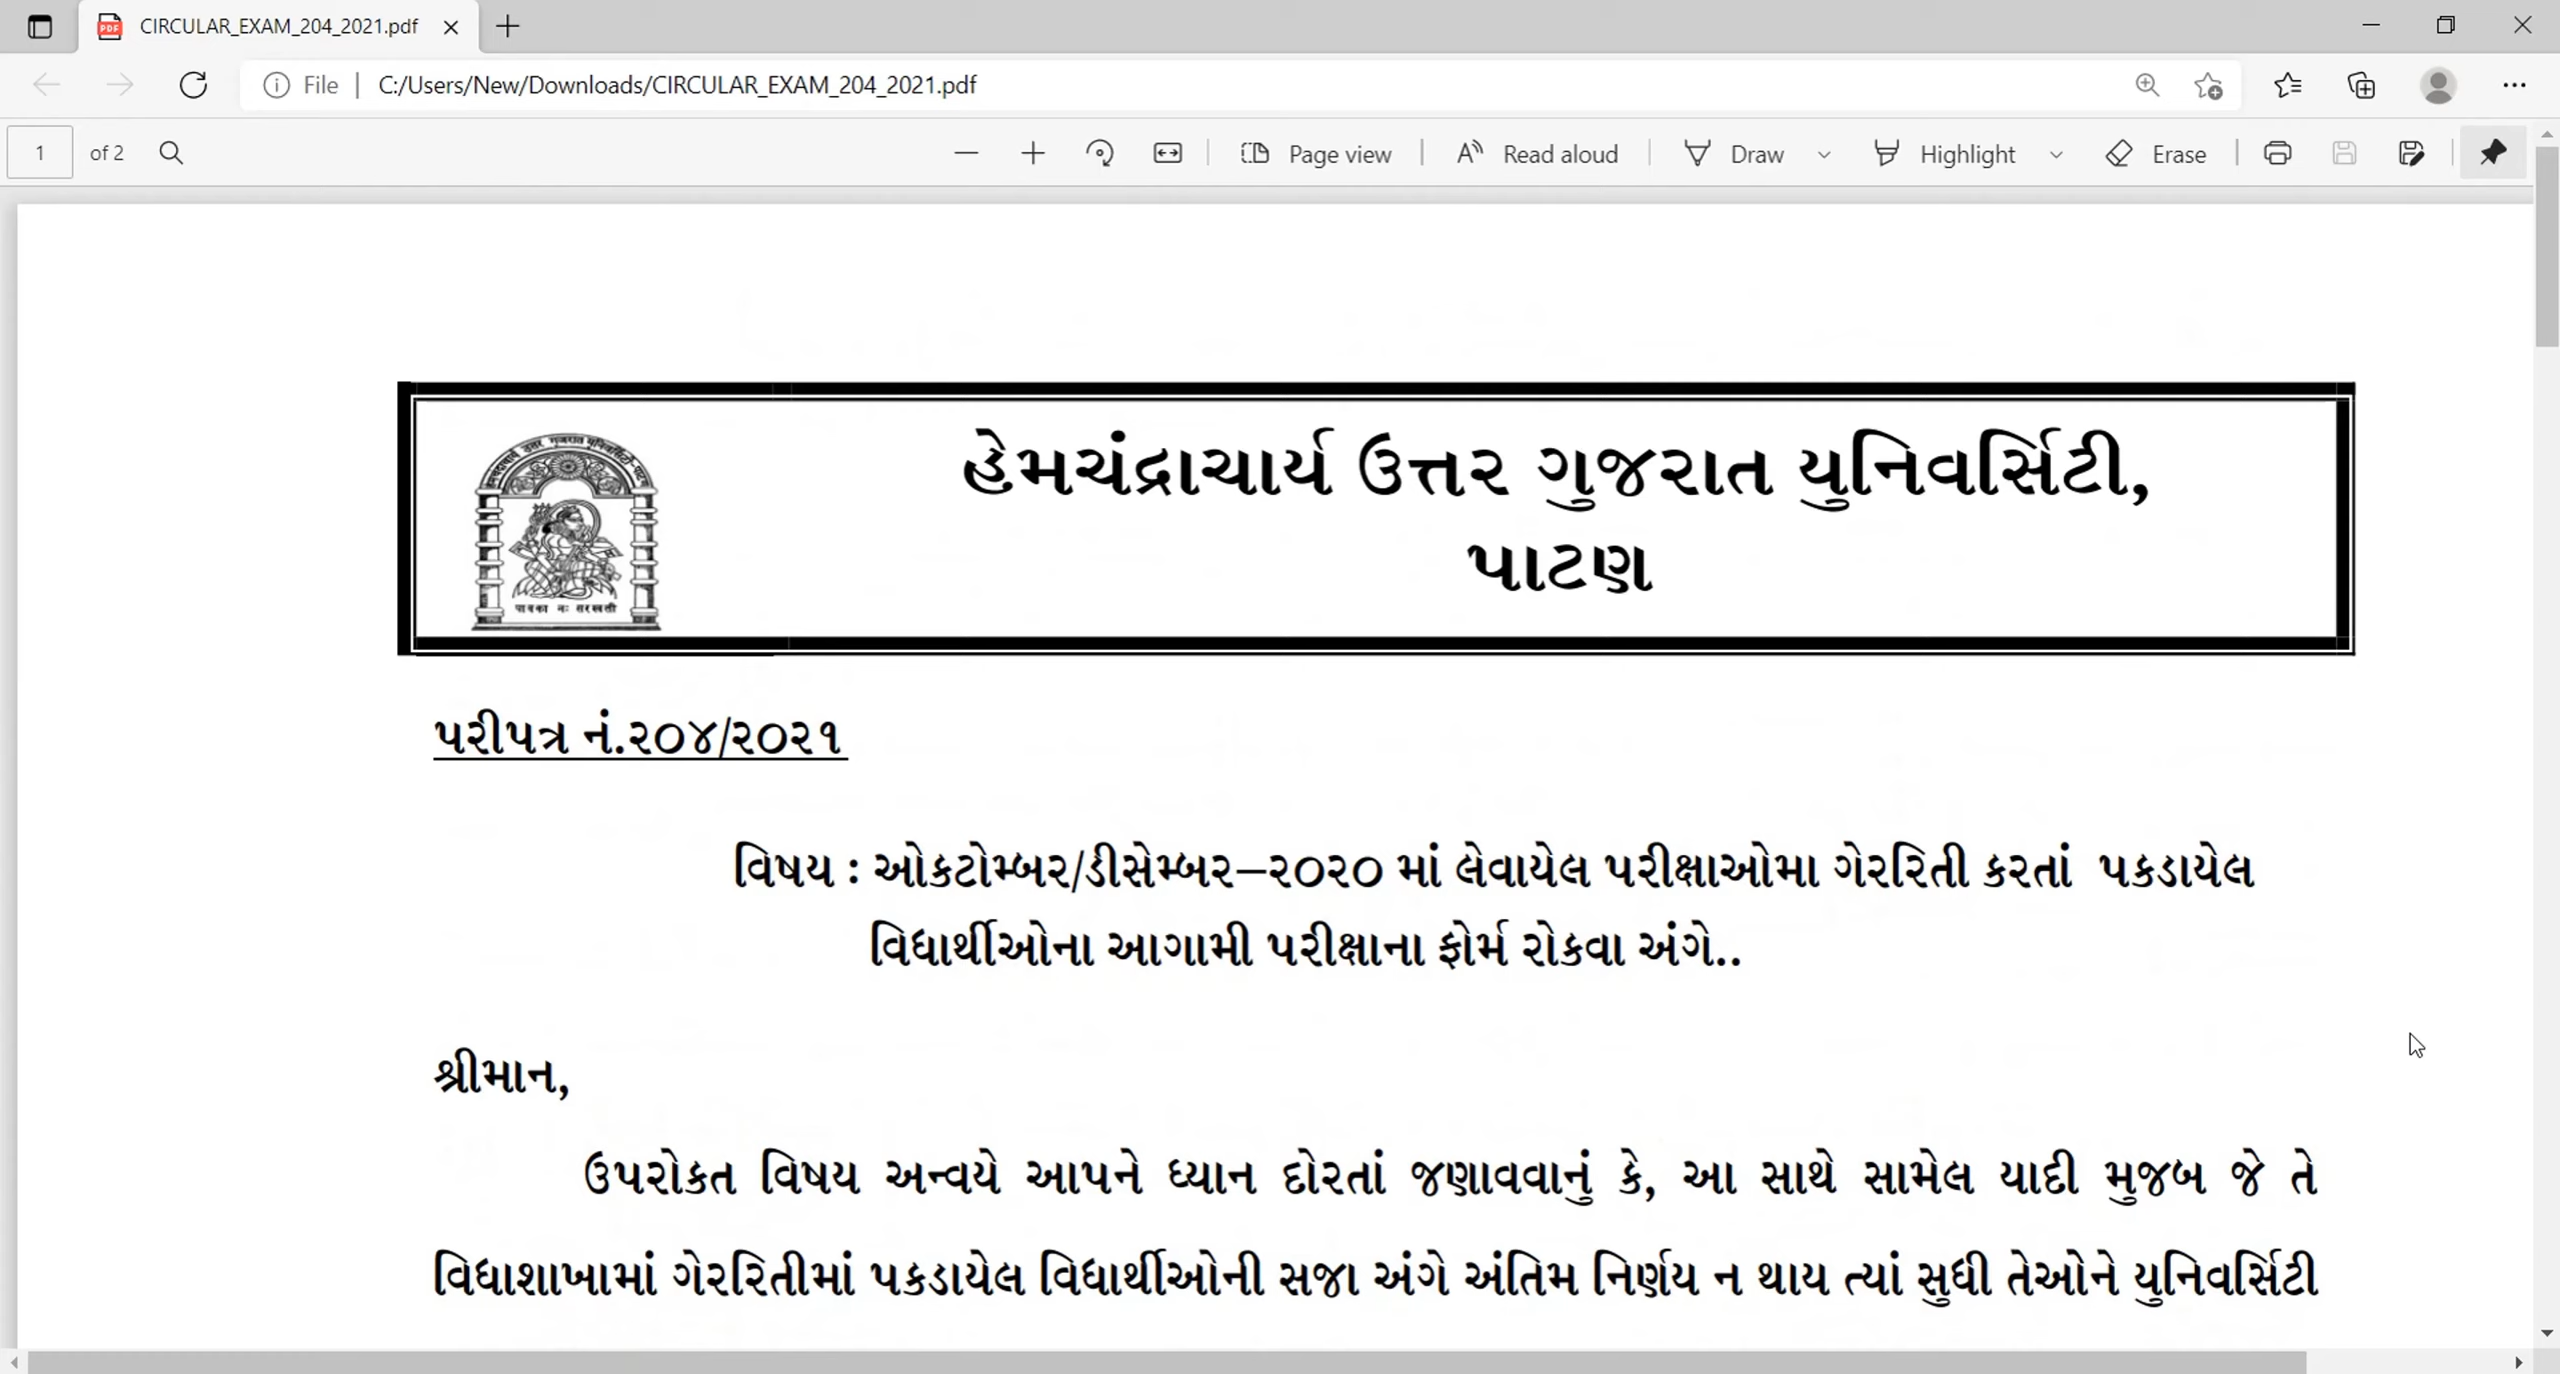 CIRCULAR_EXAM_204_2021.pdf
File | C:/Users/New/Downloads/CIRCULAR_EXAM_204_2021.pdf
1 of 2 Page view Read aloud Draw Highlight Erase
હેમચંદ્રાચાર્ય ઉત્તર ગુજરાત યુનિવર્સિટી,
પાટણ
પરીપત્ર નં.૨૦૪/૨૦૨૧
વિષય : ઓકટોમ્બર/ડીસેમ્બર–૨૦૨૦ માં લેવાયેલ પરીક્ષાઓમા ગેરરિતી કરતાં પકડાયેલ
વિદ્યાર્થીઓના આગામી પરીક્ષાના ફોર્મ રોકવા અંગે..
શ્રીમાન,
ઉપરોકત વિષય અન્વયે આપને ધ્યાન દોરતાં જણાવવાનું કે, આ સાથે સામેલ યાદી મુજબ જે તે
વિદ્યાશાખામાં ગેરરિતીમાં પકડાયેલ વિદ્યાર્થીઓની સજા અંગે અંતિમ નિર્ણય ન થાય ત્યાં સુધી તેઓને યુનિવર્સિટી